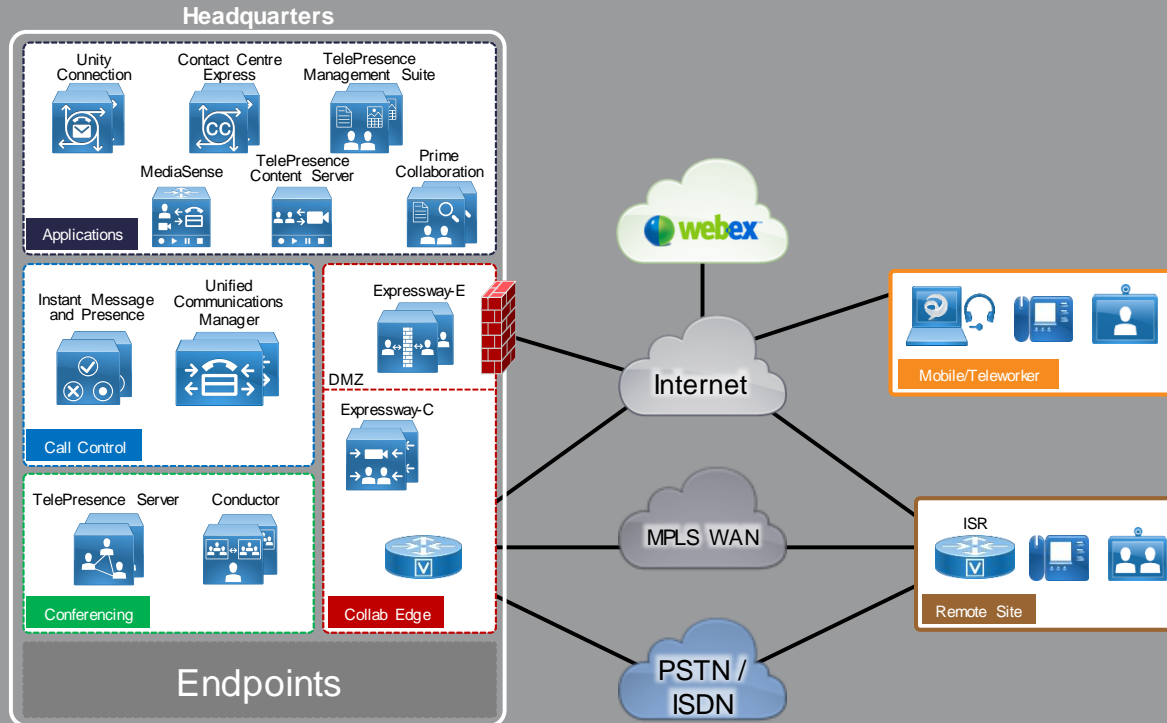 Headquarters
Unity
Connection
Contact Centre
Express
TelePresence
Management Suite
CC
MediaSense
TelePresence
Content Server
Prime
Collaboration
Applications
Instant Message
and Presence
Unified
Communications
Manager
Call Control
Expressway-E
DMZ
Expressway-C
V
Collab Edge
TelePresence Server
Conductor
Conferencing
Endpoints
webex™
Internet
MPLS WAN
PSTN /
ISDN
Mobile/Teleworker
ISR
V
Remote Site